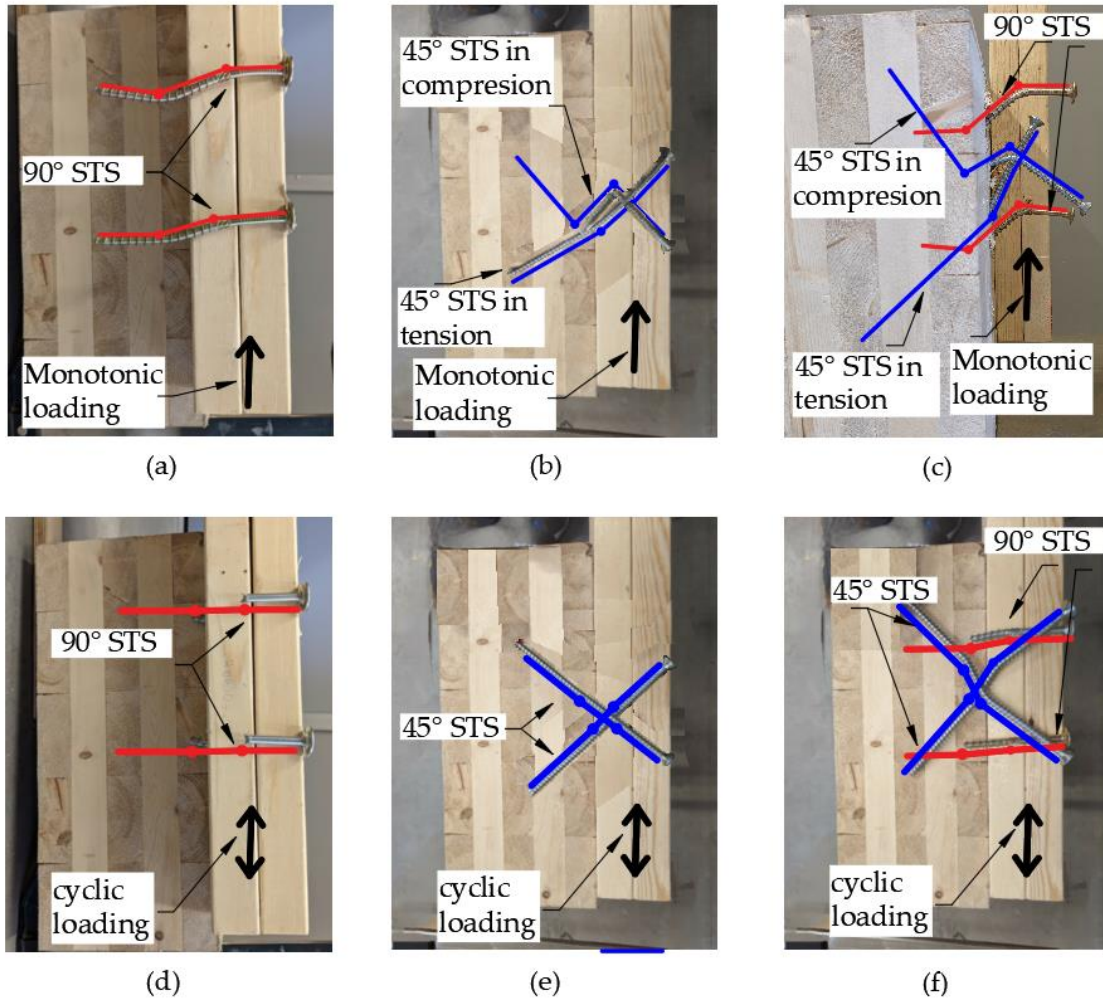 90° STS
Monotonic
loading
(a)
45° STS in
compresion
45° STS in
tension
Monotonic
loading
(b)
90° STS
45° STS in
compresion
45° STS in
tension
Monotonic
loading
(c)
90° STS
cyclic
loading
(d)
45° STS
cyclic
loading
(e)
90° STS
45° STS
cyclic
loading
(f)